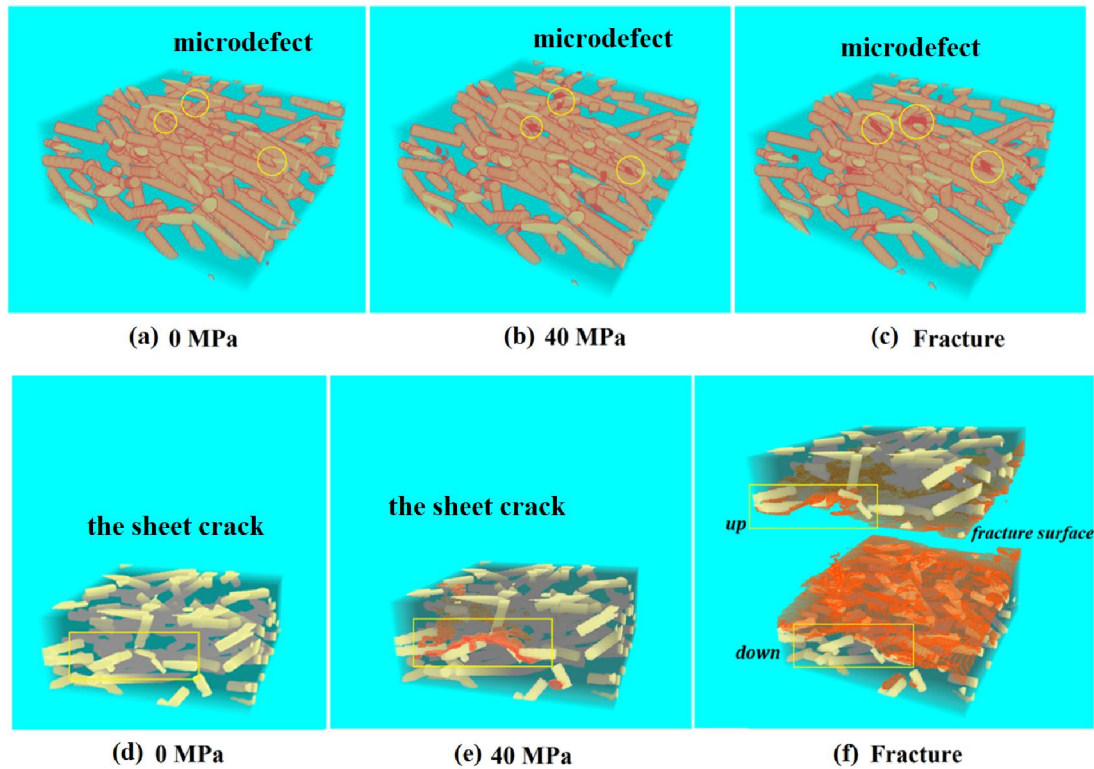 microdefect
microdefect
microdefect
(a) 0 MPa
(b) 40 MPa
(c) Fracture
the sheet crack
the sheet crack
up
fracture surface
down
(d) 0 MPa
(e) 40 MPa
(f) Fracture